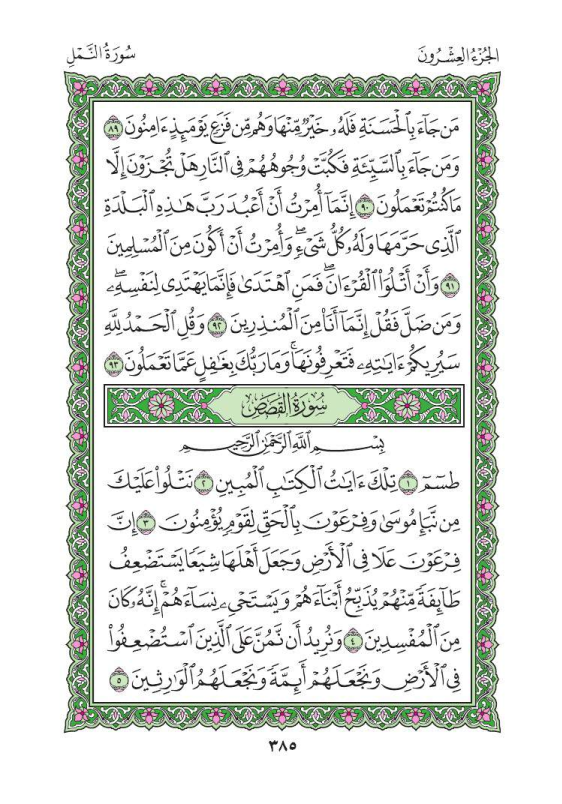 الجُزْءُ العِشْرُونَ سُورَةُ النَّمْلِ
مَن جَآءَ بِٱلْحَسَنَةِ فَلَهُۥ خَيْرٌ مِّنْهَا وَهُم مِّن فَزَعٍ يَوْمَئِذٍ ءَامِنُونَ ٨٩
وَمَن جَآءَ بِٱلسَّيِّئَةِ فَكُبَّتْ وُجُوهُهُمْ فِى ٱلنَّارِ هَلْ تُجْزَوْنَ إِلَّا
مَا كُنتُمْ تَعْمَلُونَ ٩٠ إِنَّمَآ أُمِرْتُ أَنْ أَعْبُدَ رَبَّ هَٰذِهِ ٱلْبَلْدَةِ
ٱلَّذِى حَرَّمَهَا وَلَهُۥ كُلُّ شَىْءٍ ۖ وَأُمِرْتُ أَنْ أَكُونَ مِنَ ٱلْمُسْلِمِينَ
٩١ وَأَنْ أَتْلُوَا۟ ٱلْقُرْءَانَ ۖ فَمَنِ ٱهْتَدَىٰ فَإِنَّمَا يَهْتَدِى لِنَفْسِهِۦ ۖ
وَمَن ضَلَّ فَقُلْ إِنَّمَآ أَنَا۠ مِنَ ٱلْمُنذِرِينَ ٩٢ وَقُلِ ٱلْحَمْدُ لِلَّهِ
سَيُرِيكُمْ ءَايَٰتِهِۦ فَتَعْرِفُونَهَا ۚ وَمَا رَبُّكَ بِغَٰفِلٍ عَمَّا تَعْمَلُونَ ٩٣
سُورَةُ القَصَصِ
بِسْمِ ٱللَّهِ ٱلرَّحْمَٰنِ ٱلرَّحِيمِ
طسٓمٓ ١ تِلْكَ ءَايَٰتُ ٱلْكِتَٰبِ ٱلْمُبِينِ ٢ نَتْلُوا۟ عَلَيْكَ
مِن نَّبَإِ مُوسَىٰ وَفِرْعَوْنَ بِٱلْحَقِّ لِقَوْمٍ يُؤْمِنُونَ ٣ إِنَّ
فِرْعَوْنَ عَلَا فِى ٱلْأَرْضِ وَجَعَلَ أَهْلَهَا شِيَعًا يَسْتَضْعِفُ
طَآئِفَةً مِّنْهُمْ يُذَبِّحُ أَبْنَآءَهُمْ وَيَسْتَحْىِۦ نِسَآءَهُمْ ۚ إِنَّهُۥ كَانَ
مِنَ ٱلْمُفْسِدِينَ ٤ وَنُرِيدُ أَن نَّمُنَّ عَلَى ٱلَّذِينَ ٱسْتُضْعِفُوا۟
فِى ٱلْأَرْضِ وَنَجْعَلَهُمْ أَئِمَّةً وَنَجْعَلَهُمُ ٱلْوَٰرِثِينَ ٥
٣٨٥